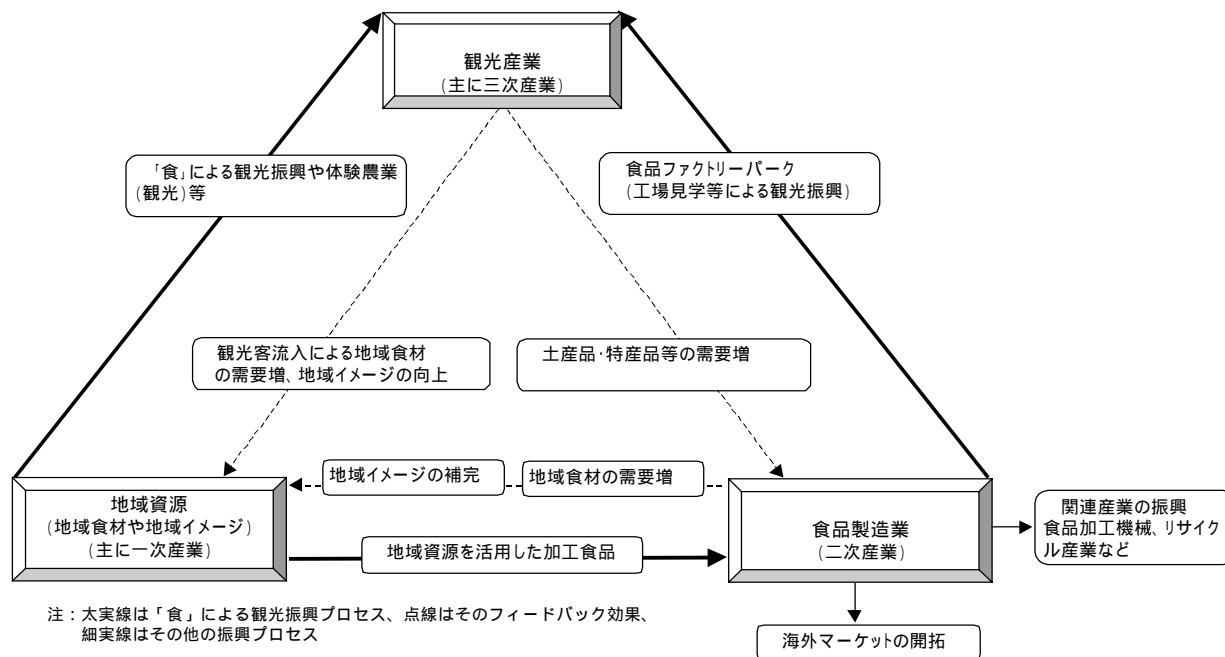 観光産業
(主に三次産業)
「食」による観光振興や体験農業
(観光)等
食品ファクトリーパーク
(工場見学等による観光振興)
観光客流入による地域食材
の需要増、地域イメージの向上
土産品・特産品等の需要増
地域イメージの補完
地域食材の需要増
地域資源
(地域食材や地域イメージ)
(主に一次産業)
地域資源を活用した加工食品
食品製造業
(二次産業)
関連産業の振興
食品加工機械、リサイク
ル産業など
海外マーケットの開拓
注：太実線は「食」による観光振興プロセス、点線はそのフィードバック効果、
細実線はその他の振興プロセス